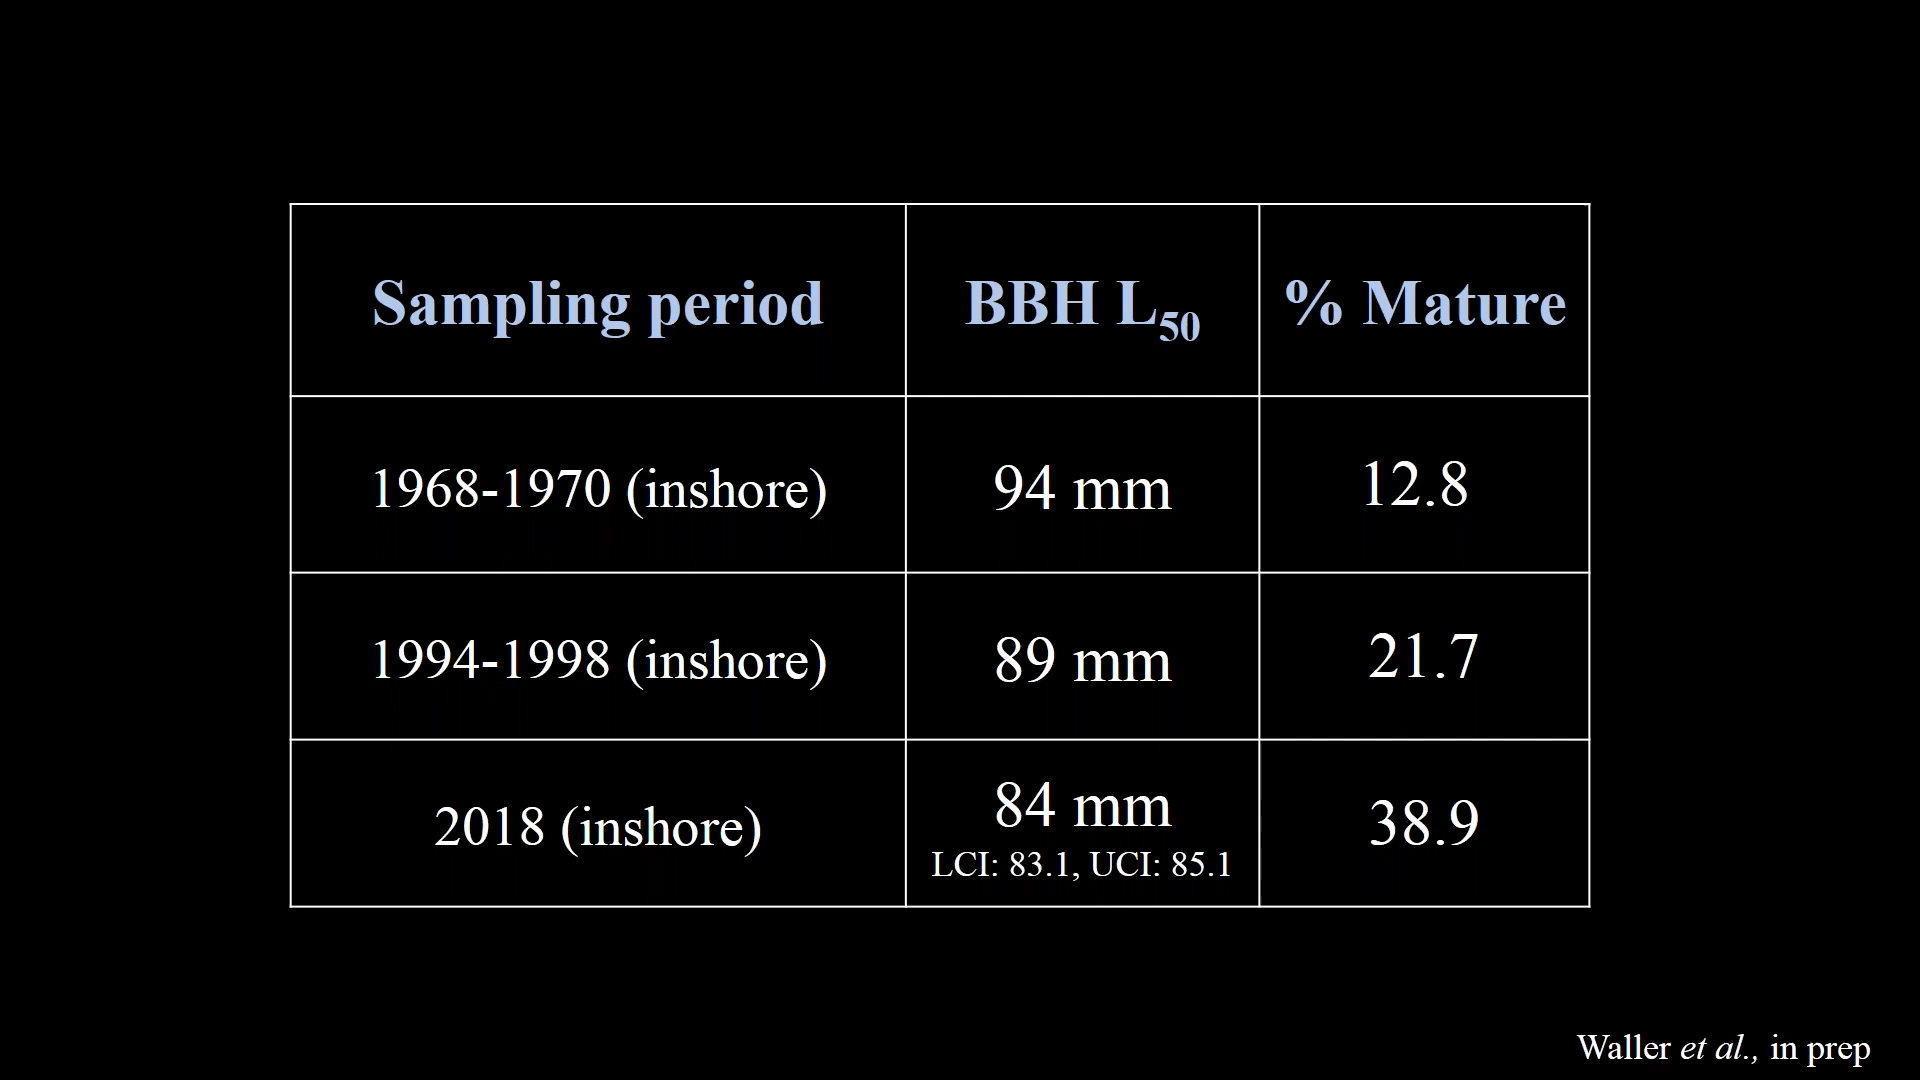 Sampling period BBH L50 % Mature
1968-1970 (inshore) 94 mm 12.8
1994-1998 (inshore) 89 mm 21.7
2018 (inshore) 84 mm 38.9
LCI: 83.1, UCI: 85.1
Waller et al., in prep